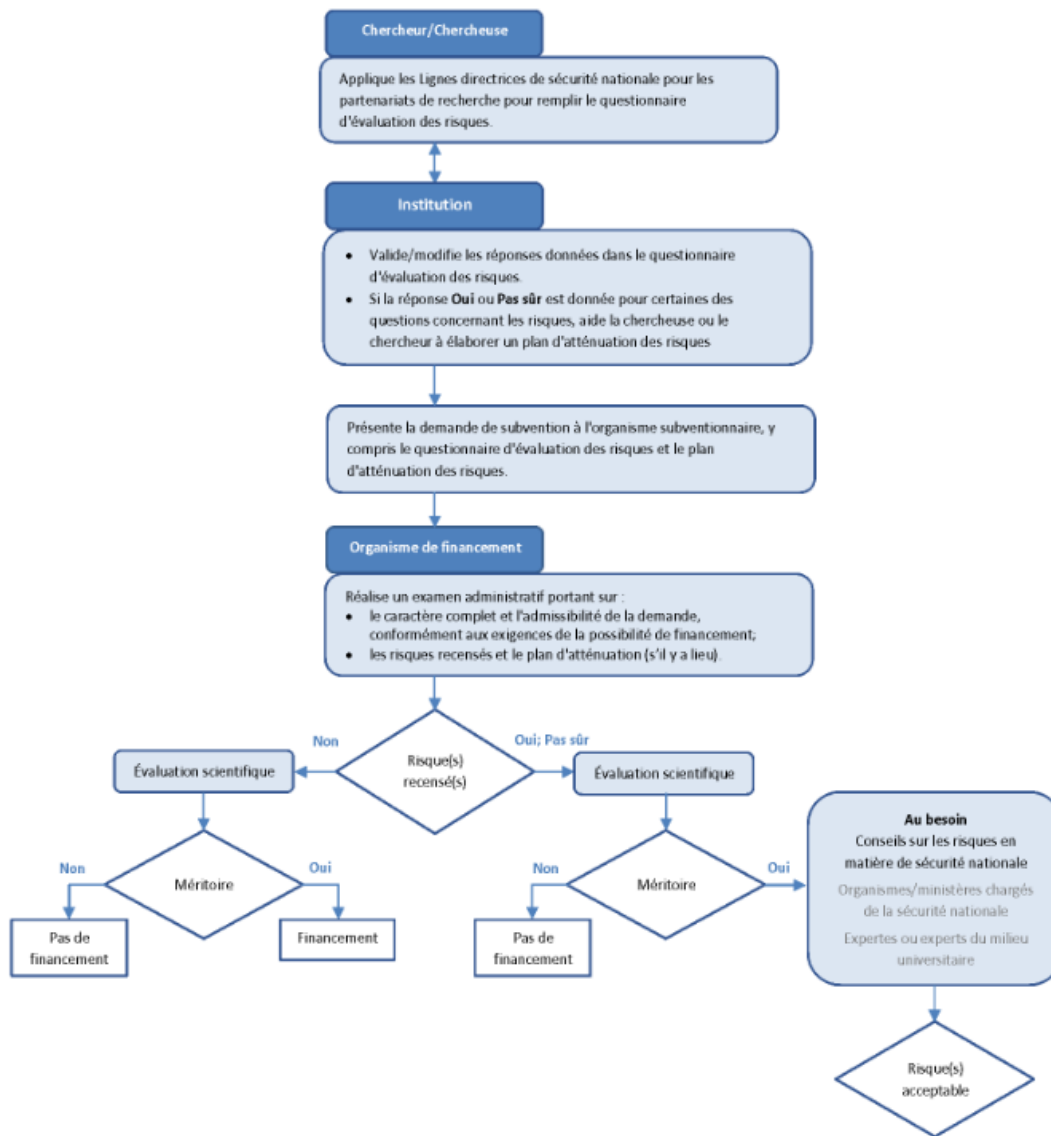 Chercheur/Chercheuse
Applique les Lignes directrices de sécurité nationale pour les
partenariats de recherche pour remplir le questionnaire
d'évaluation des risques.
Institution
• Valide/modifie les réponses données dans le questionnaire
d'évaluation des risques.
• Si la réponse Oui ou Pas sûr est donnée pour certaines des
questions concernant les risques, aide la chercheuse ou le
chercheur à élaborer un plan d'atténuation des risques
Présente la demande de subvention à l'organisme subventionnaire, y
compris le questionnaire d'évaluation des risques et le plan
d'atténuation des risques.
Organisme de financement
Réalise un examen administratif portant sur :
• le caractère complet et l'admissibilité de la demande,
conformément aux exigences de la possibilité de financement;
• les risques recensés et le plan d'atténuation (s'il y a lieu).
Non
Risque(s)
recensé(s)
Oui; Pas sûr
Évaluation scientifique
Évaluation scientifique
Non
Méritoire
Oui
Pas de
financement
Financement
Non
Méritoire
Oui
Pas de
financement
Au besoin
Conseils sur les risques en
matière de sécurité nationale
Organismes/ministères chargés
de la sécurité nationale
Expertes ou experts du milieu
universitaire
Risque(s)
acceptable